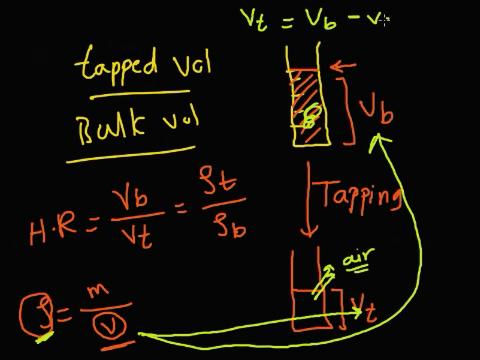 Vt = Vb - v
tapped vol
Bulk vol
Vb
H.R = Vb/Vt = ρt/ρb
Tapping
air
ρ = m/v
Vt